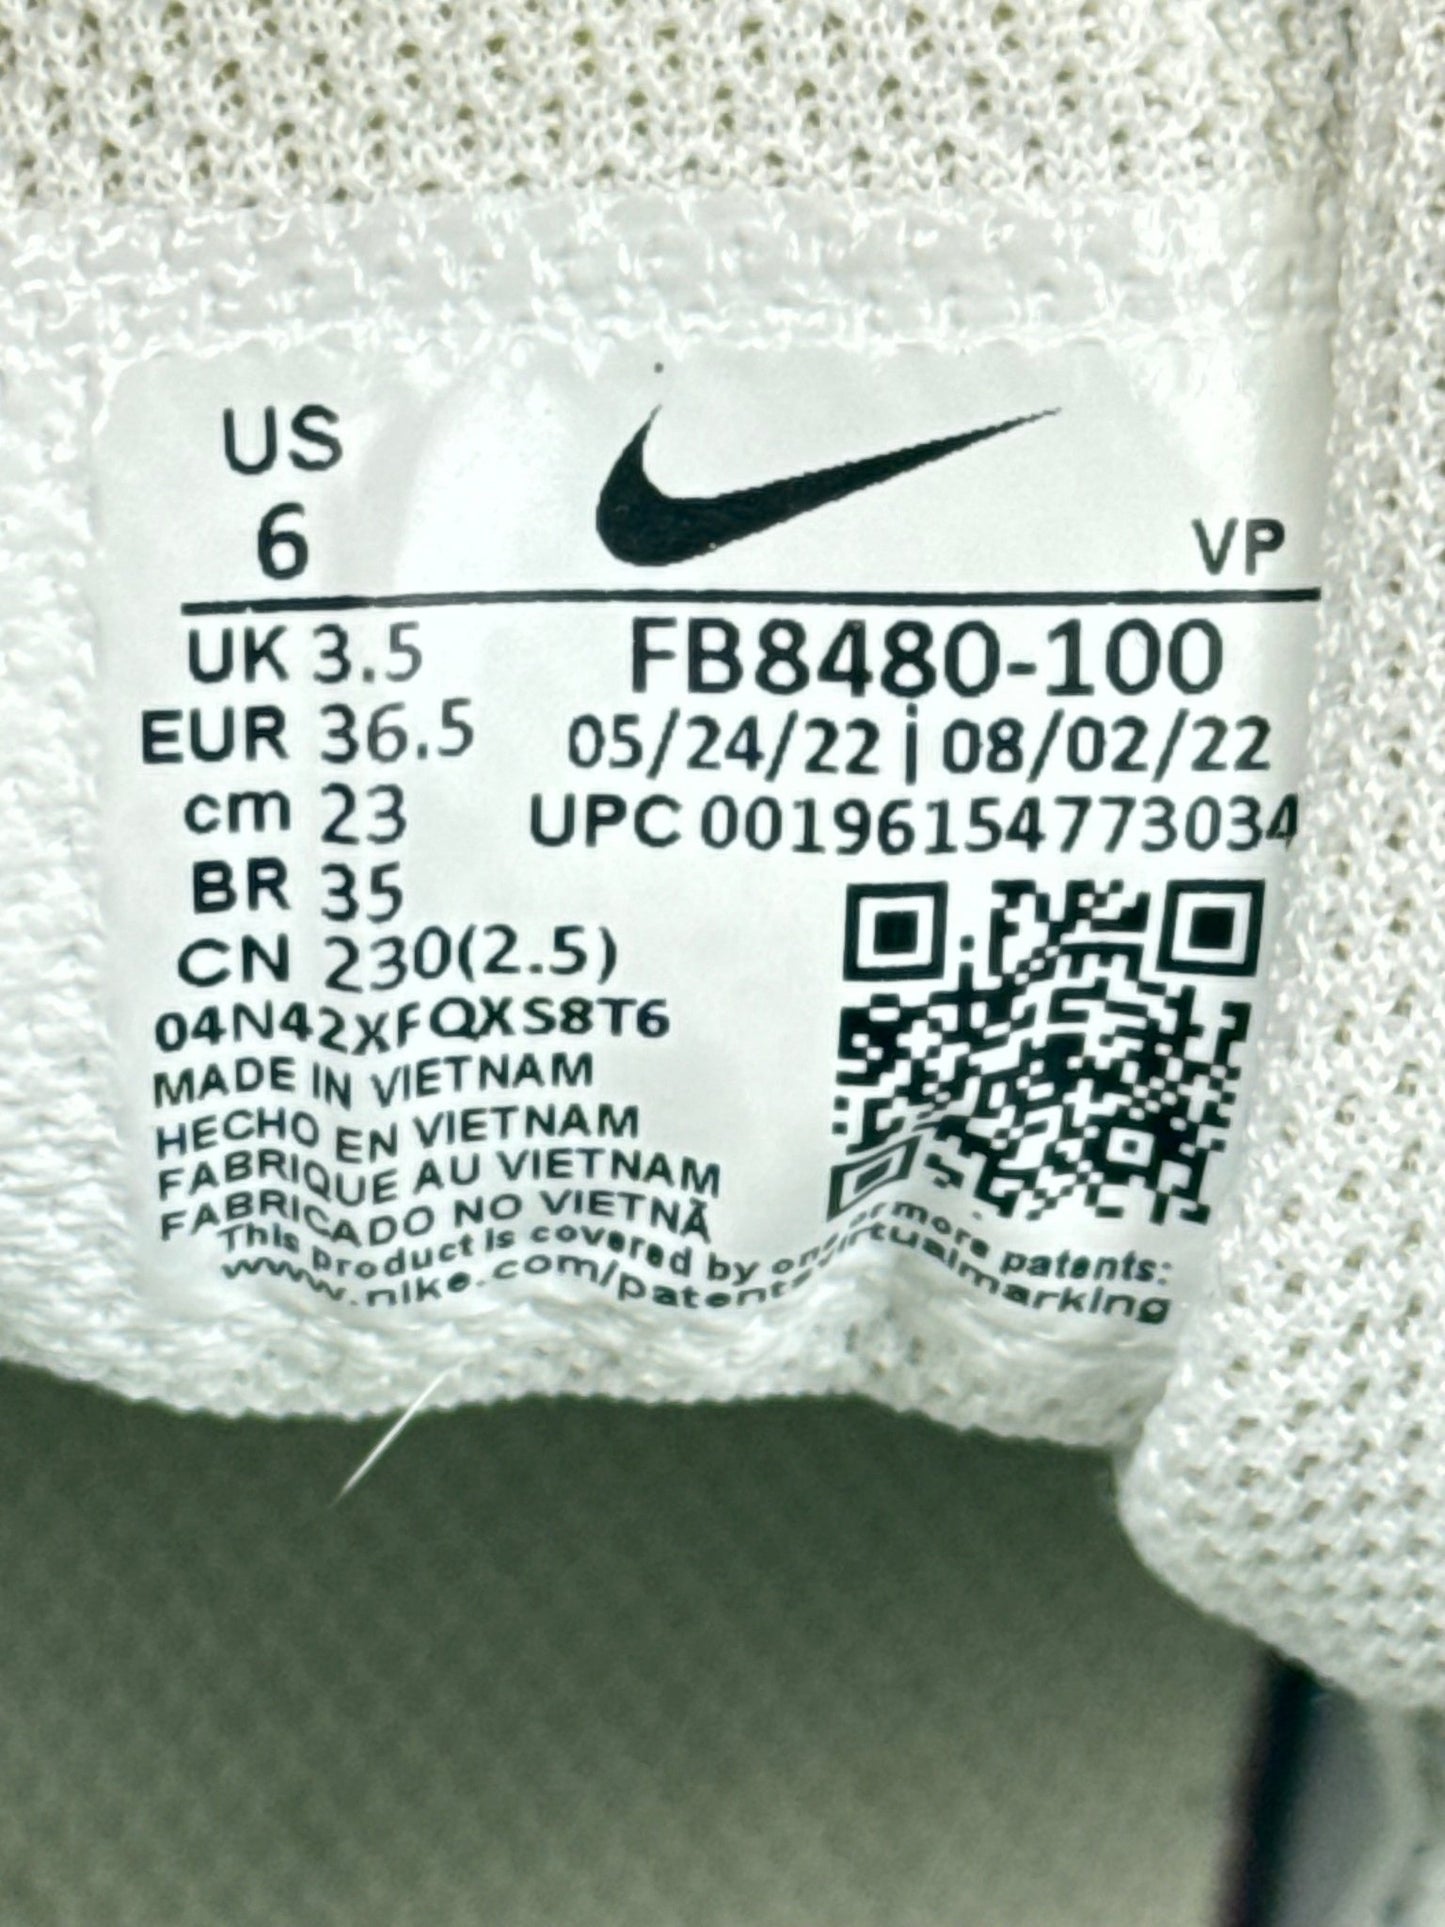 US
6
VP
UK 3.5
FB8480-100
EUR 36.5
05/24/22 | 08/02/22
cm 23
UPC 00196154773034
BR 35
CN 230(2.5)
04N42XFQXS8T6
MADE IN VIETNAM
HECHO EN VIETNAM
FABRIQUE AU VIETNAM
FABRICADO NO VIETNÃ
This product is covered by one or more patents:
www.nike.com/patents/virtualmarking